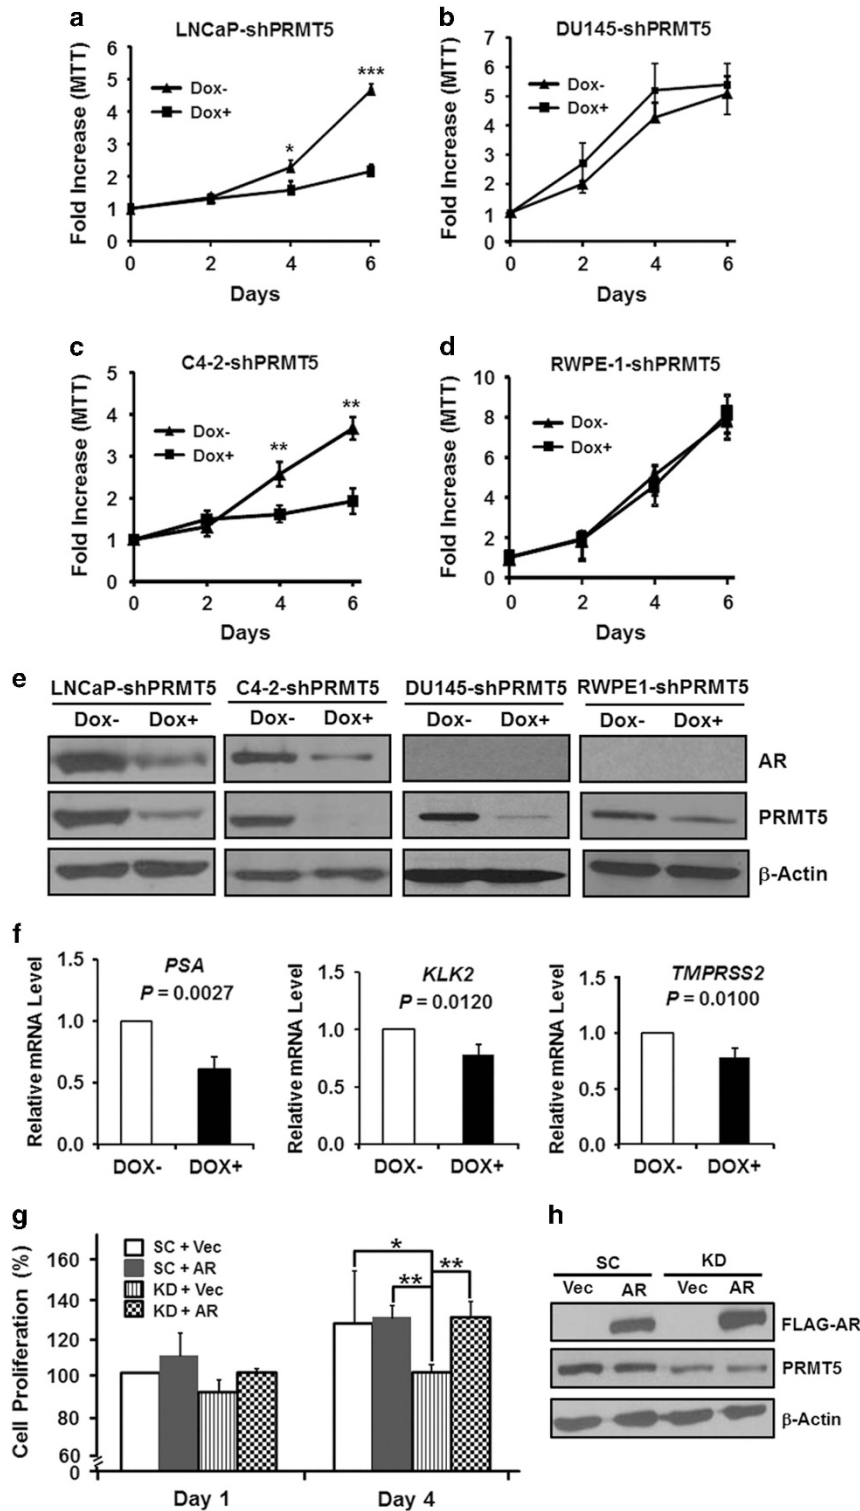 a
LNCaP-shPRMT5
Fold Increase (MTT)
6
5
4
3
2
1
0
Dox-
Dox+
*
***
0 2 4 6
Days
b
DU145-shPRMT5
Fold Increase (MTT)
7
6
5
4
3
2
1
0
Dox-
Dox+
0 2 4 6
Days
c
C4-2-shPRMT5
Fold Increase (MTT)
5
4
3
2
1
0
Dox-
Dox+
**
**
0 2 4 6
Days
d
RWPE-1-shPRMT5
Fold Increase (MTT)
10
8
6
4
2
0
Dox-
Dox+
0 2 4 6
Days
e
LNCaP-shPRMT5 C4-2-shPRMT5 DU145-shPRMT5 RWPE1-shPRMT5
Dox- Dox+ Dox- Dox+ Dox- Dox+ Dox- Dox+
AR
PRMT5
β-Actin
f
Relative mRNA Level
1.5
1.0
0.5
0.0
PSA
P = 0.0027
DOX- DOX+
Relative mRNA Level
1.5
1.0
0.5
0.0
KLK2
P = 0.0120
DOX- DOX+
Relative mRNA Level
1.5
1.0
0.5
0.0
TMPRSS2
P = 0.0100
DOX- DOX+
g
Cell Proliferation (%)
160
140
120
100
80
60
0
SC + Vec
SC + AR
KD + Vec
KD + AR
*
**
**
Day 1 Day 4
h
SC KD
Vec AR Vec AR
FLAG-AR
PRMT5
β-Actin